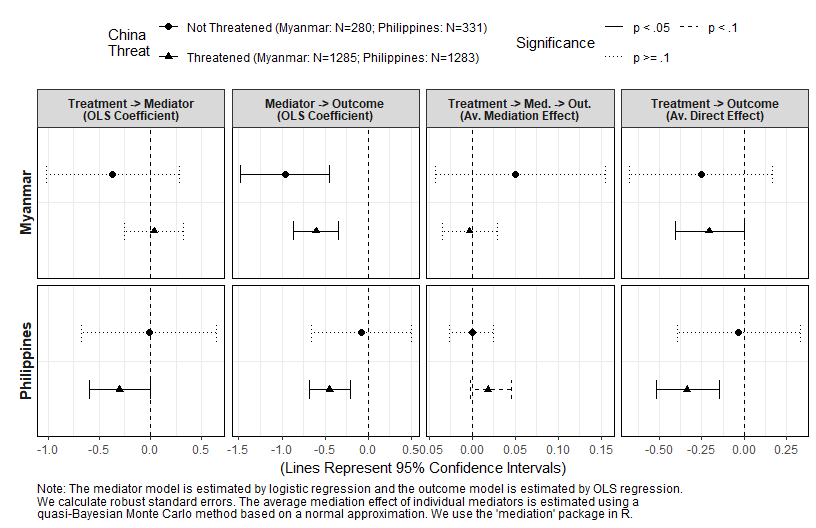 China
Threat
Not Threatened (Myanmar: N=280; Philippines: N=331)
Threatened (Myanmar: N=1285; Philippines: N=1283)
Significance
p < .05
p < .1
p >= .1
Treatment -> Mediator
(OLS Coefficient)
Mediator -> Outcome
(OLS Coefficient)
Treatment -> Med. -> Out.
(Av. Mediation Effect)
Treatment -> Outcome
(Av. Direct Effect)
Myanmar
Philippines
-1.0 -0.5 0.0 0.5
-1.5 -1.0 -0.5 0.0 0.5
0.05 0.00 0.05 0.10 0.15
-0.50 -0.25 0.00 0.25
(Lines Represent 95% Confidence Intervals)
Note: The mediator model is estimated by logistic regression and the outcome model is estimated by OLS regression.
We calculate robust standard errors. The average mediation effect of individual mediators is estimated using a
quasi-Bayesian Monte Carlo method based on a normal approximation. We use the 'mediation' package in R.